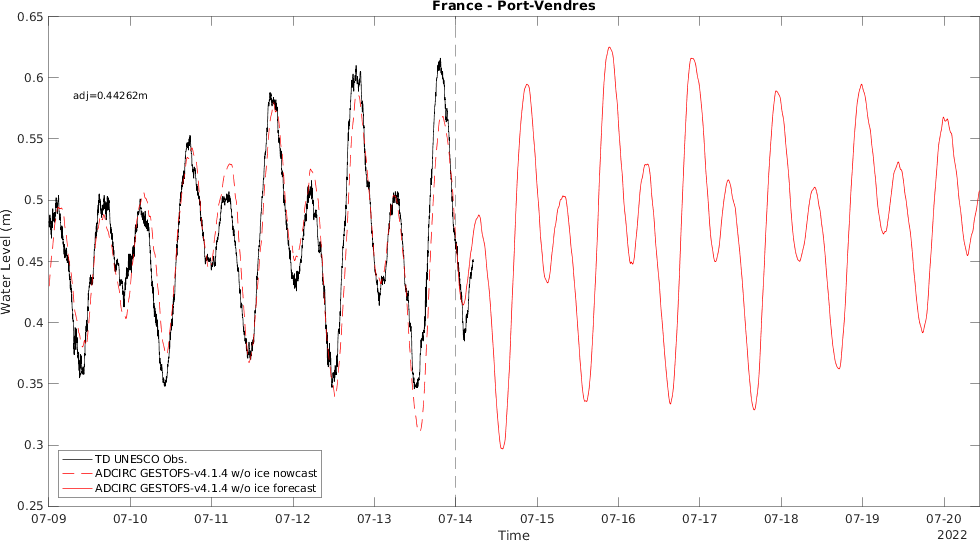 France - Port-Vendres
adj=0.44262m
Water Level (m)
0.65
0.6
0.55
0.5
0.45
0.4
0.35
0.3
0.25
TD UNESCO Obs.
ADCIRC GESTOFS-v4.1.4 w/o ice nowcast
ADCIRC GESTOFS-v4.1.4 w/o ice forecast
07-09 07-10 07-11 07-12 07-13 07-14 07-15 07-16 07-17 07-18 07-19 07-20
Time
2022